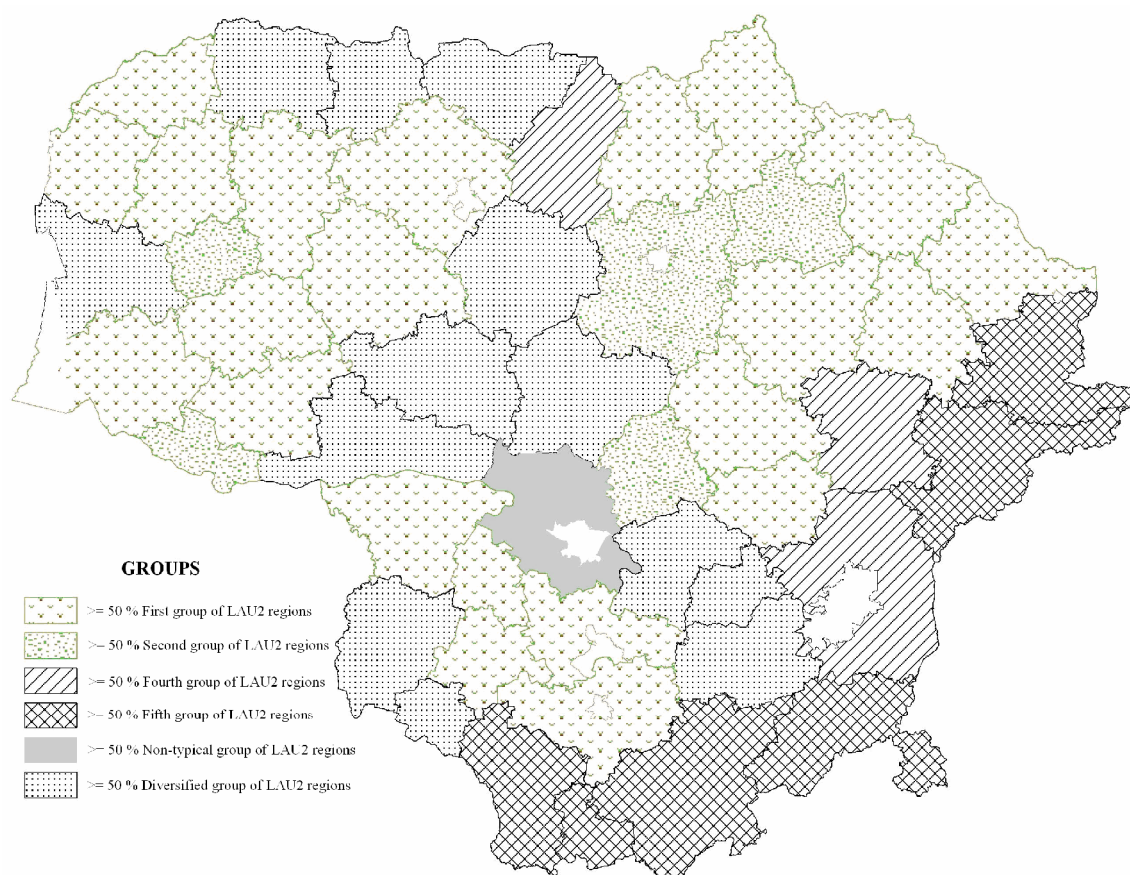 GROUPS
>= 50 % First group of LAU2 regions
>= 50 % Second group of LAU2 regions
>= 50 % Fourth group of LAU2 regions
>= 50 % Fifth group of LAU2 regions
>= 50 % Non-typical group of LAU2 regions
>= 50 % Diversified group of LAU2 regions